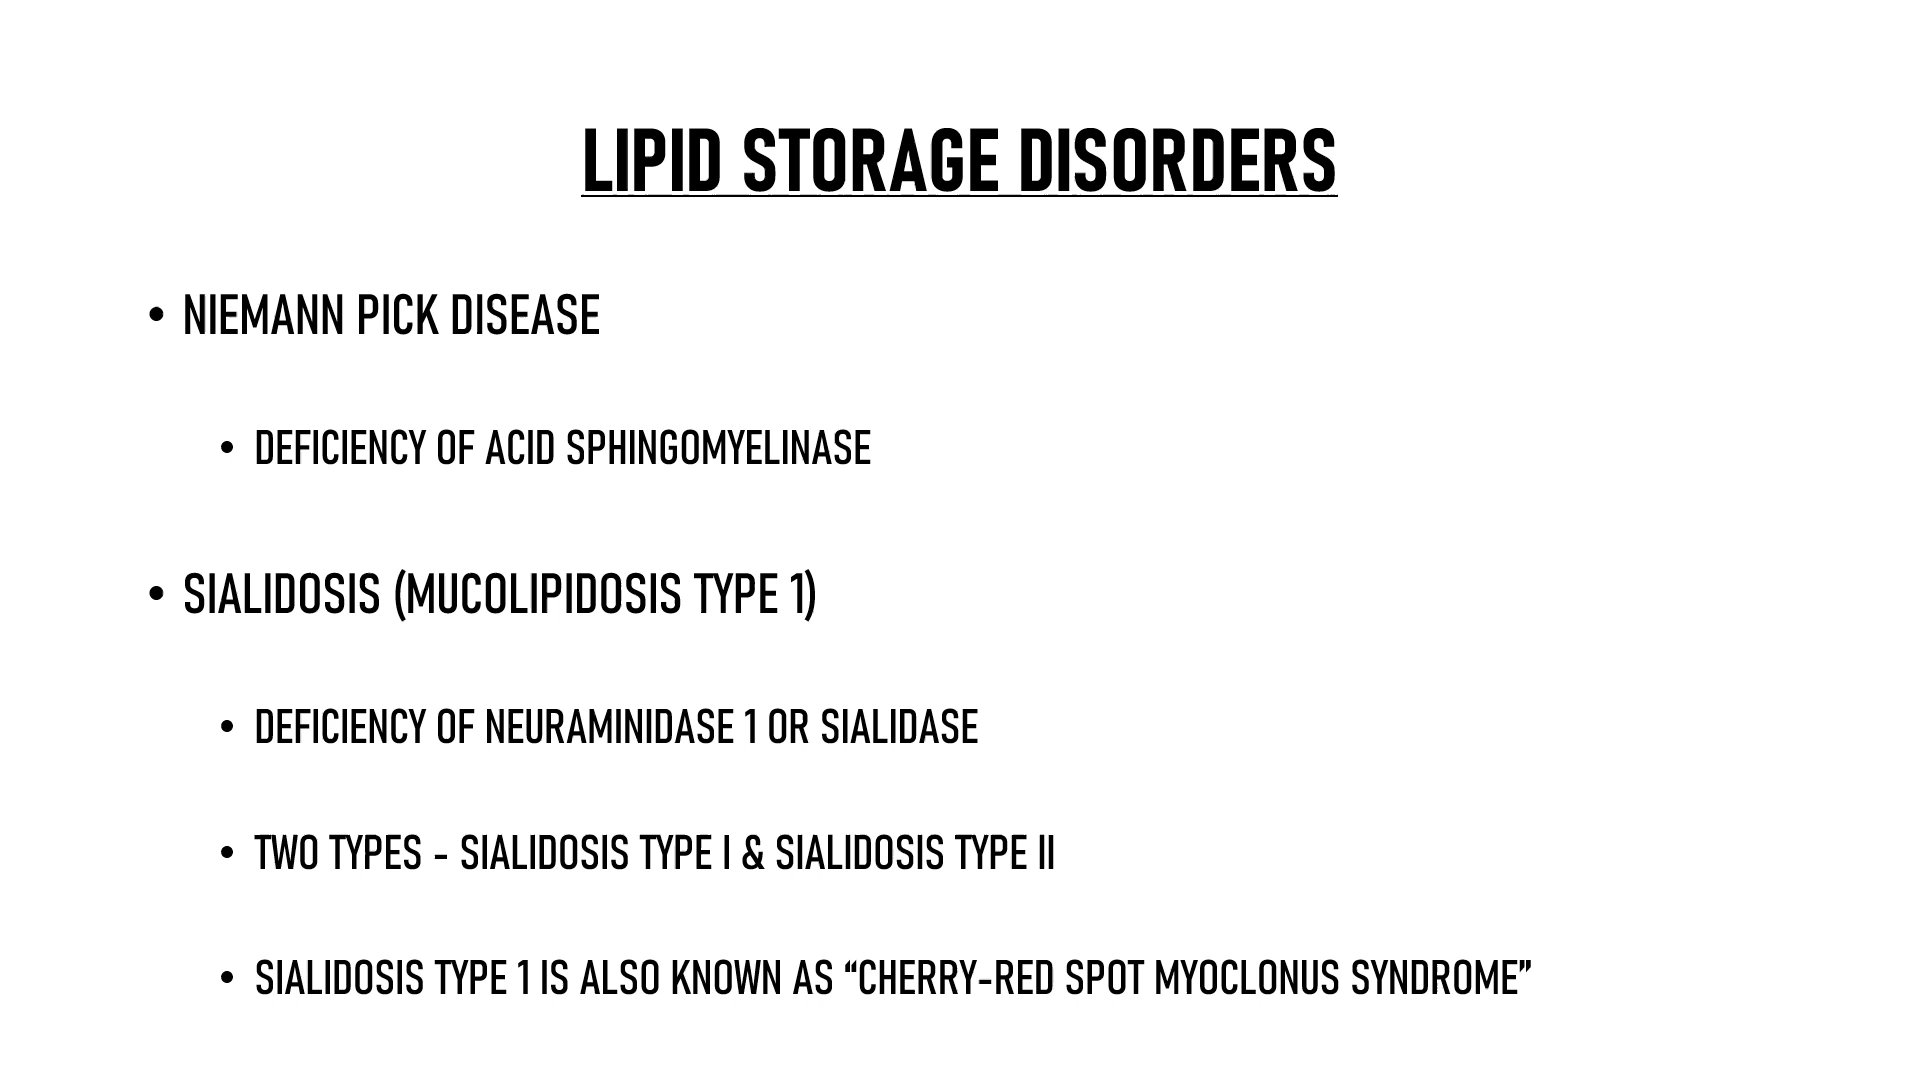 LIPID STORAGE DISORDERS
• NIEMANN PICK DISEASE
• DEFICIENCY OF ACID SPHINGOMYELINASE
• SIALIDOSIS (MUCOLIPIDOSIS TYPE 1)
• DEFICIENCY OF NEURAMINIDASE 1 OR SIALIDASE
• TWO TYPES - SIALIDOSIS TYPE I & SIALIDOSIS TYPE II
• SIALIDOSIS TYPE 1 IS ALSO KNOWN AS “CHERRY-RED SPOT MYOCLONUS SYNDROME”